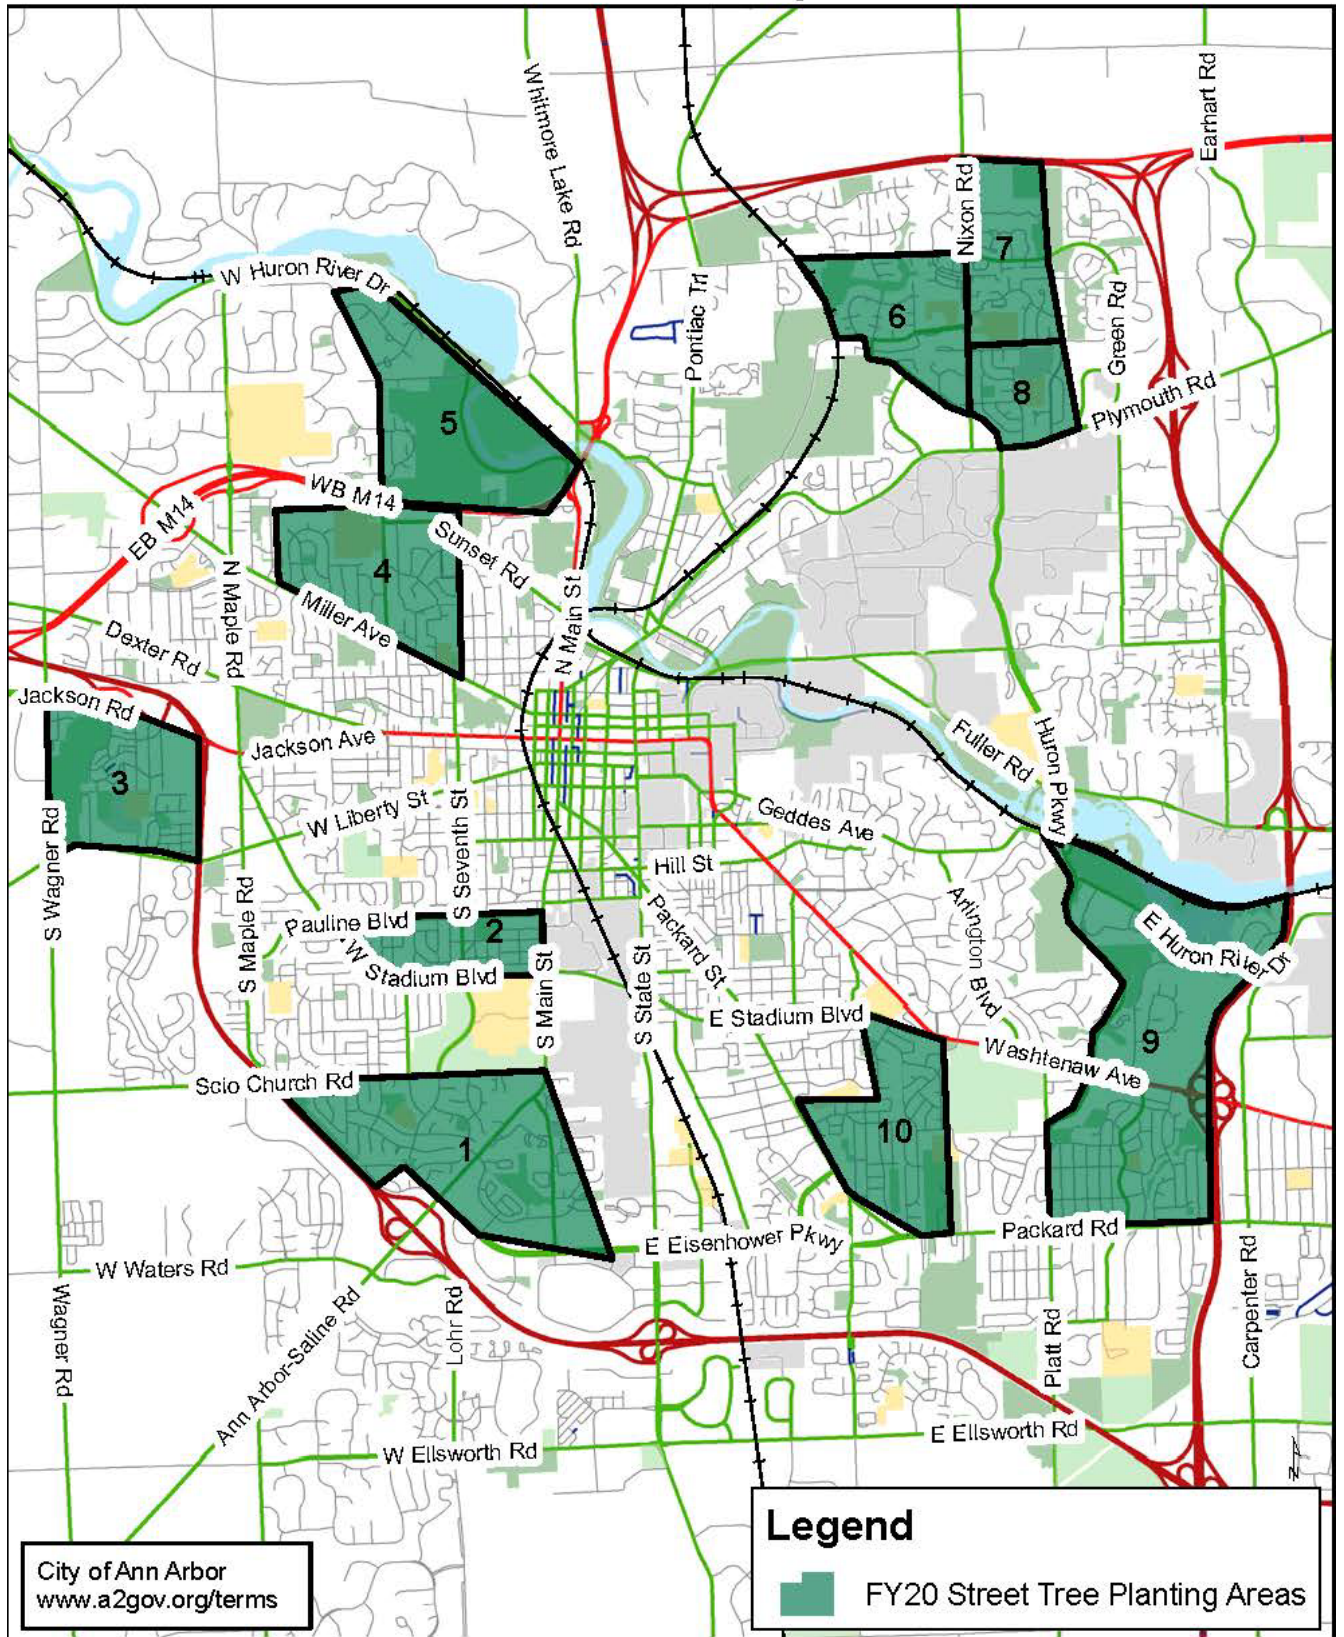 Whitmore Lake Rd
Earhart Rd
Nixon Rd
7
W Huron River Dr
Pontiac Trl
6
Green Rd
8
Plymouth Rd
5
WB M14
EB M14
Sunset Rd
4
N Maple Rd
Miller Ave
N Main St
Dexter Rd
Jackson Rd
Jackson Ave
Fuller Rd
Huron Pkwy
3
W Liberty St
S Seventh St
Geddes Ave
S Wagner Rd
Hill St
S Maple Rd
Pauline Blvd
2
W Stadium Blvd
S Main St
Packard St
S State St
Arlington Blvd
E Huron River Dr
E Stadium Blvd
9
Washtenaw Ave
Scio Church Rd
1
10
Packard Rd
E Eisenhower Pkwy
W Waters Rd
Wagner Rd
Ann Arbor-Saline Rd
Lohr Rd
Platt Rd
Carpenter Rd
E Ellsworth Rd
W Ellsworth Rd
N
Legend
FY20 Street Tree Planting Areas
City of Ann Arbor
www.a2gov.org/terms